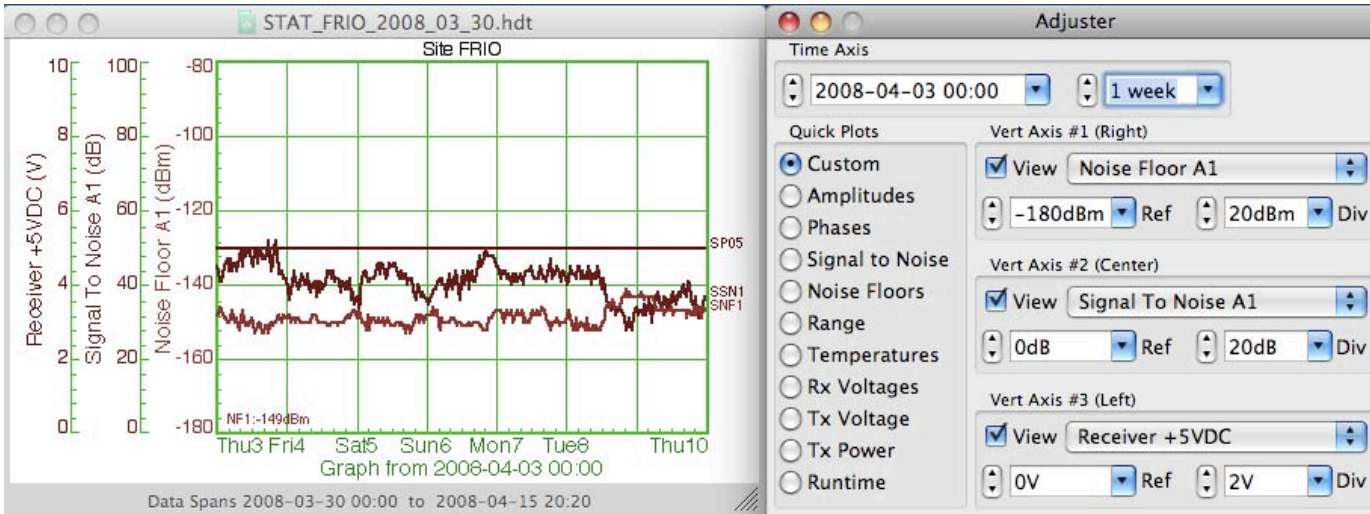 STAT_FRIO_2008_03_30.hdt
Site FRIO
10
8
6
4
2
0
Receiver +5VDC (V)
100
80
60
40
20
0
Signal To Noise A1 (dB)
-80
-100
-120
-140
-160
-180
Noise Floor A1 (dBm)
SP05
SSN1
SNF1
NF1:-149dBm
Thu3 Fri4 Sat5 Sun6 Mon7 Tue8 Thu10
Graph from 2008-04-03 00:00
Data Spans 2008-03-30 00:00 to 2008-04-15 20:20
Adjuster
Time Axis
2008-04-03 00:00 1 week
Quick Plots
Custom
Amplitudes
Phases
Signal to Noise
Noise Floors
Range
Temperatures
Rx Voltages
Tx Voltage
Tx Power
Runtime
Vert Axis #1 (Right)
View Noise Floor A1
-180dBm Ref 20dBm Div
Vert Axis #2 (Center)
View Signal To Noise A1
0dB Ref 20dB Div
Vert Axis #3 (Left)
View Receiver +5VDC
0V Ref 2V Div